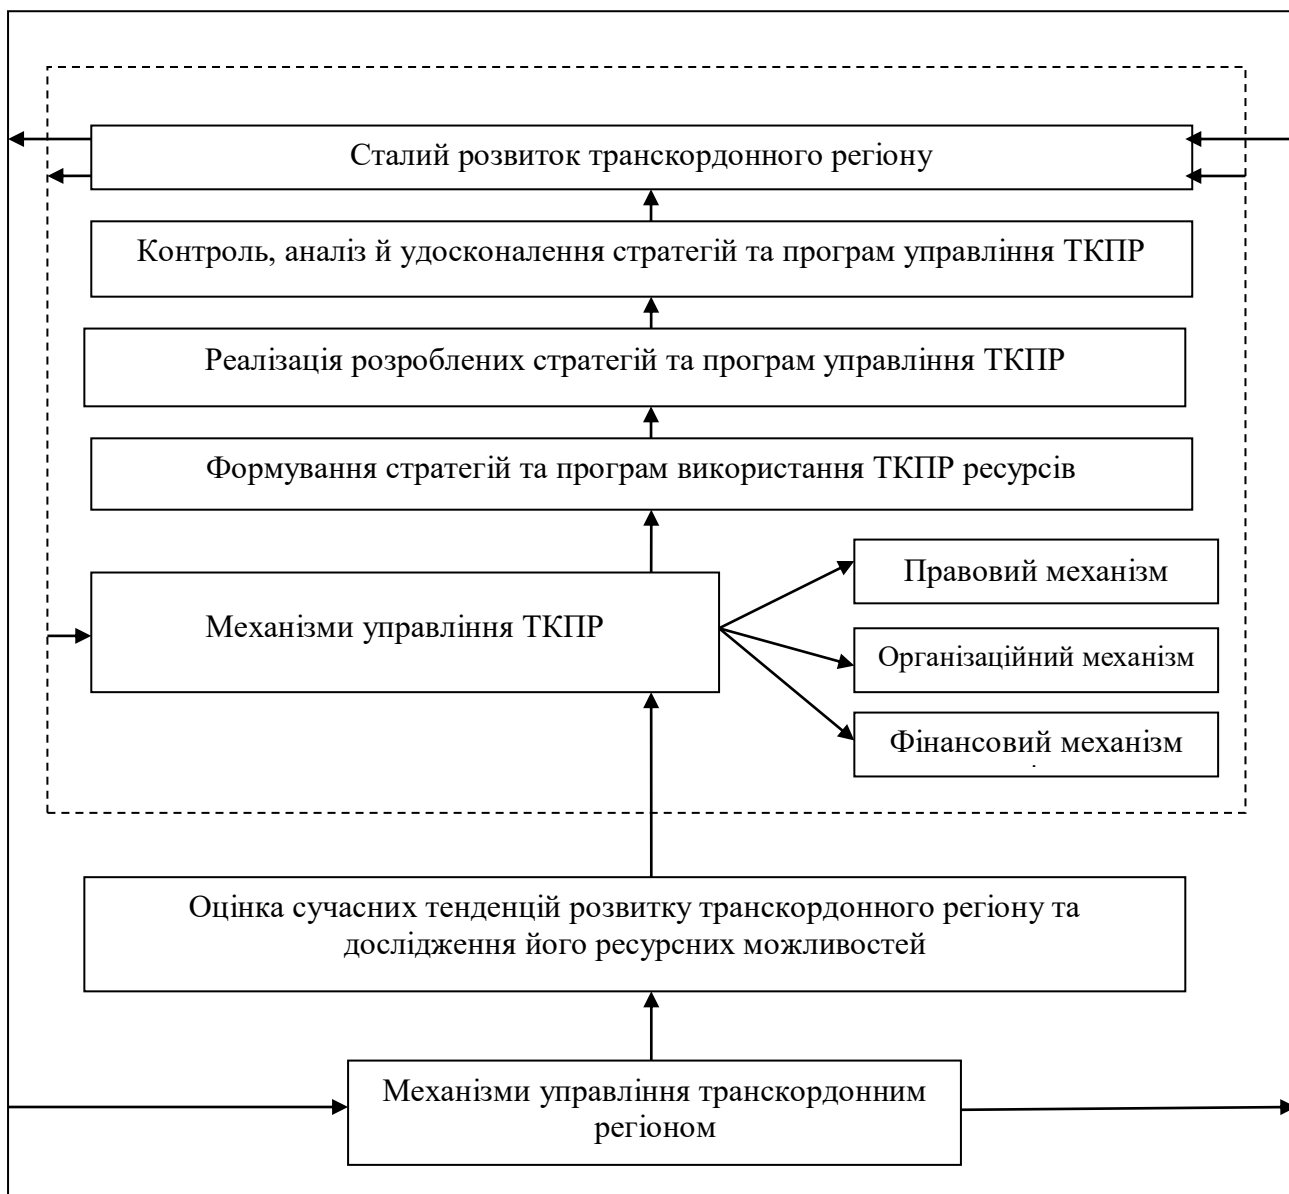 Сталий розвиток транскордонного регіону
Контроль, аналіз й удосконалення стратегій та програм управління ТКПР
Реалізація розроблених стратегій та програм управління ТКПР
Формування стратегій та програм використання ТКПР ресурсів
Механізми управління ТКПР
Правовий механізм
Організаційний механізм
Фінансовий механізм
Оцінка сучасних тенденцій розвитку транскордонного регіону та
дослідження його ресурсних можливостей
Механізми управління транскордонним
регіоном